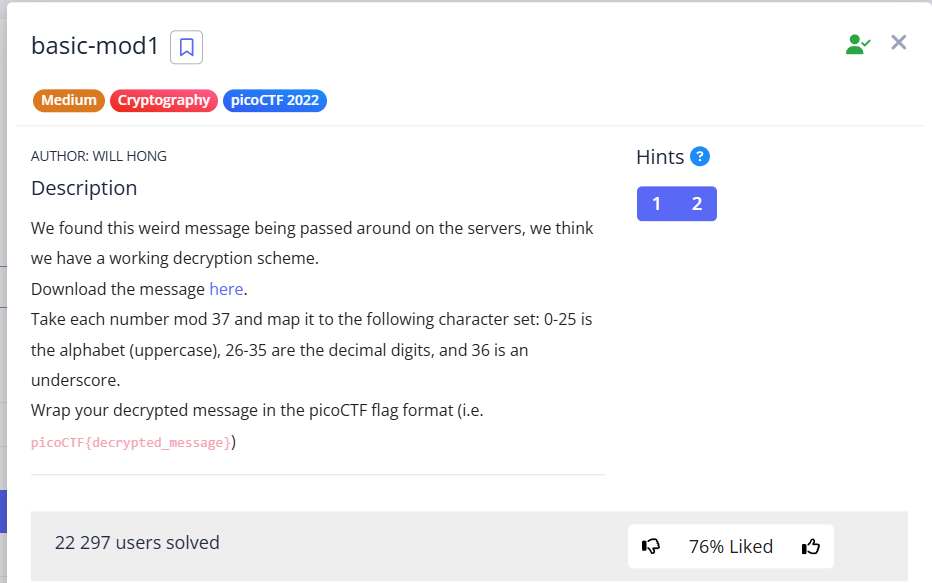 basic-mod1
Medium Cryptography picoCTF 2022
AUTHOR: WILL HONG
Description
We found this weird message being passed around on the servers, we think
we have a working decryption scheme.
Download the message here.
Take each number mod 37 and map it to the following character set: 0-25 is
the alphabet (uppercase), 26-35 are the decimal digits, and 36 is an
underscore.
Wrap your decrypted message in the picoCTF flag format (i.e.
picoCTF{decrypted_message})
Hints ?
1 2
22 297 users solved
76% Liked